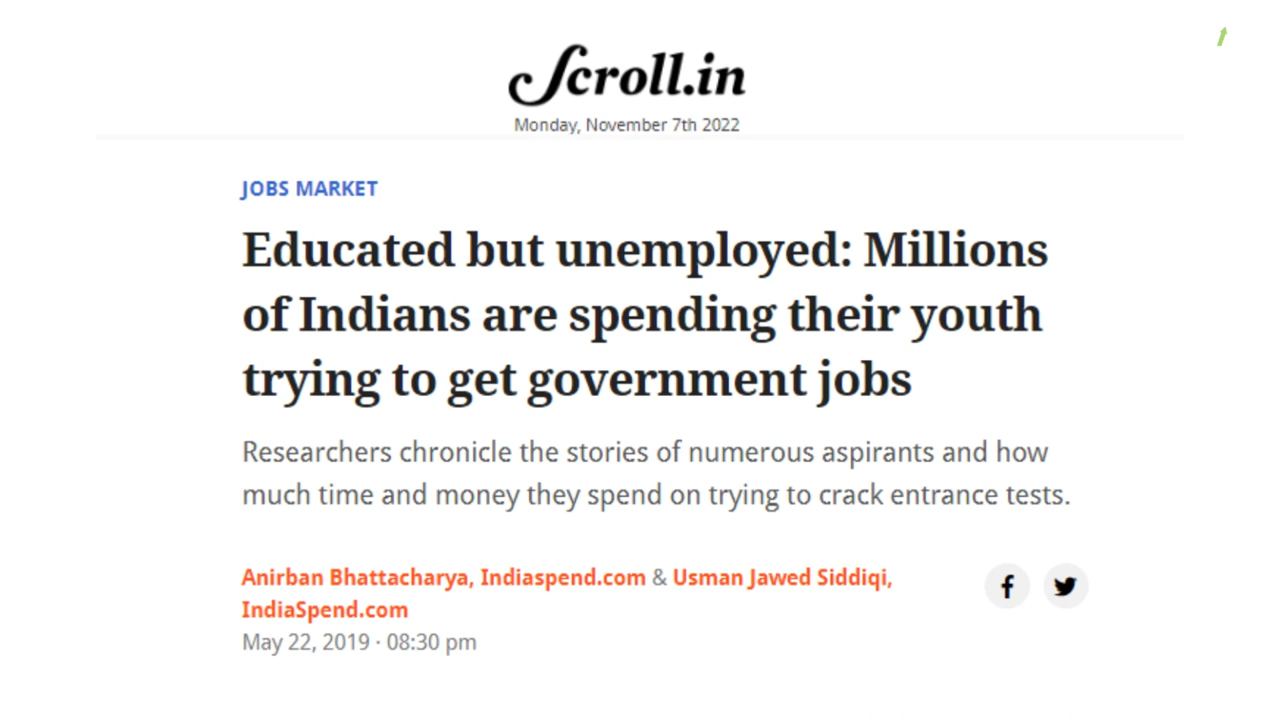 Scroll.in
Monday, November 7th 2022
JOBS MARKET
Educated but unemployed: Millions
of Indians are spending their youth
trying to get government jobs
Researchers chronicle the stories of numerous aspirants and how
much time and money they spend on trying to crack entrance tests.
Anirban Bhattacharya, Indiaspend.com & Usman Jawed Siddiqi,
IndiaSpend.com
May 22, 2019 · 08:30 pm